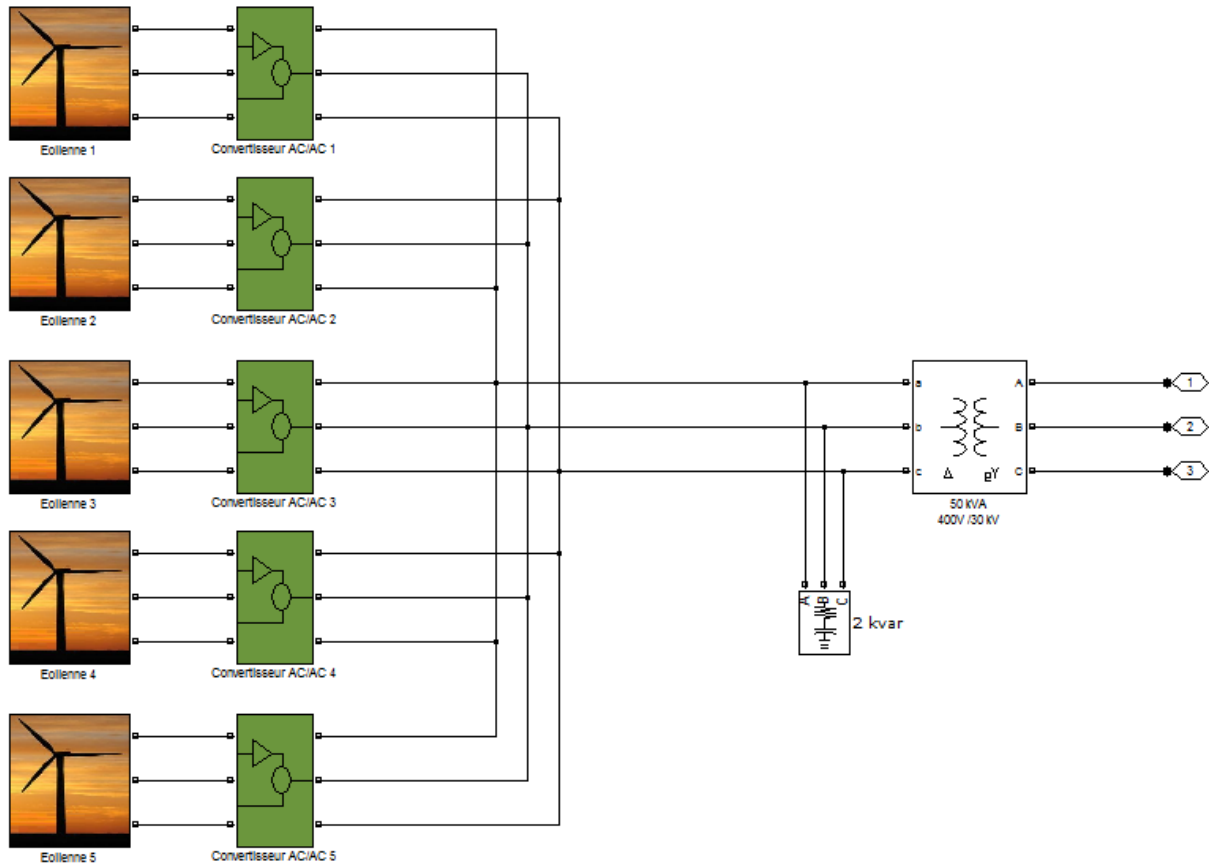 Eolienne 1
Convertisseur AC/AC 1
Eolienne 2
Convertisseur AC/AC 2
Eolienne 3
Convertisseur AC/AC 3
a
A
1
b
B
2
c
C
3
Δ
50 kVA
400V /30 kV
Eolienne 4
Convertisseur AC/AC 4
A
B
C
2 kvar
Eolienne 5
Convertisseur AC/AC 5